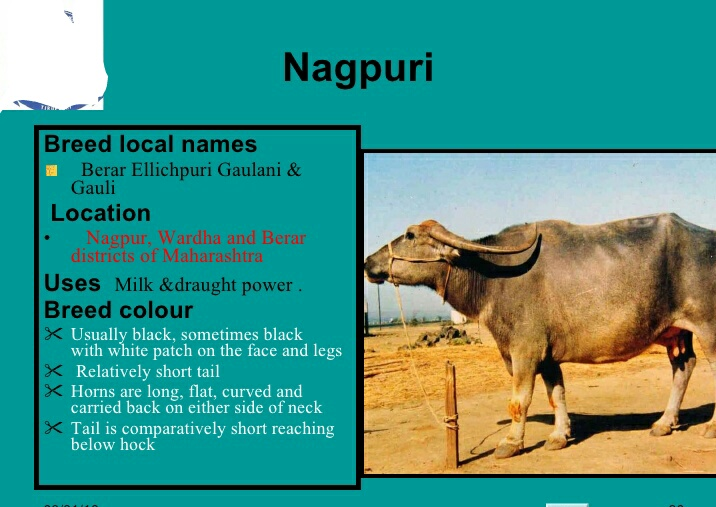 Nagpuri
Breed local names
Berar Ellichpuri Gaulani &
Gauli
Location
• Nagpur, Wardha and Berar
districts of Maharashtra
Uses Milk &draught power .
Breed colour
Usually black, sometimes black
with white patch on the face and legs
Relatively short tail
Horns are long, flat, curved and
carried back on either side of neck
Tail is comparatively short reaching
below hock